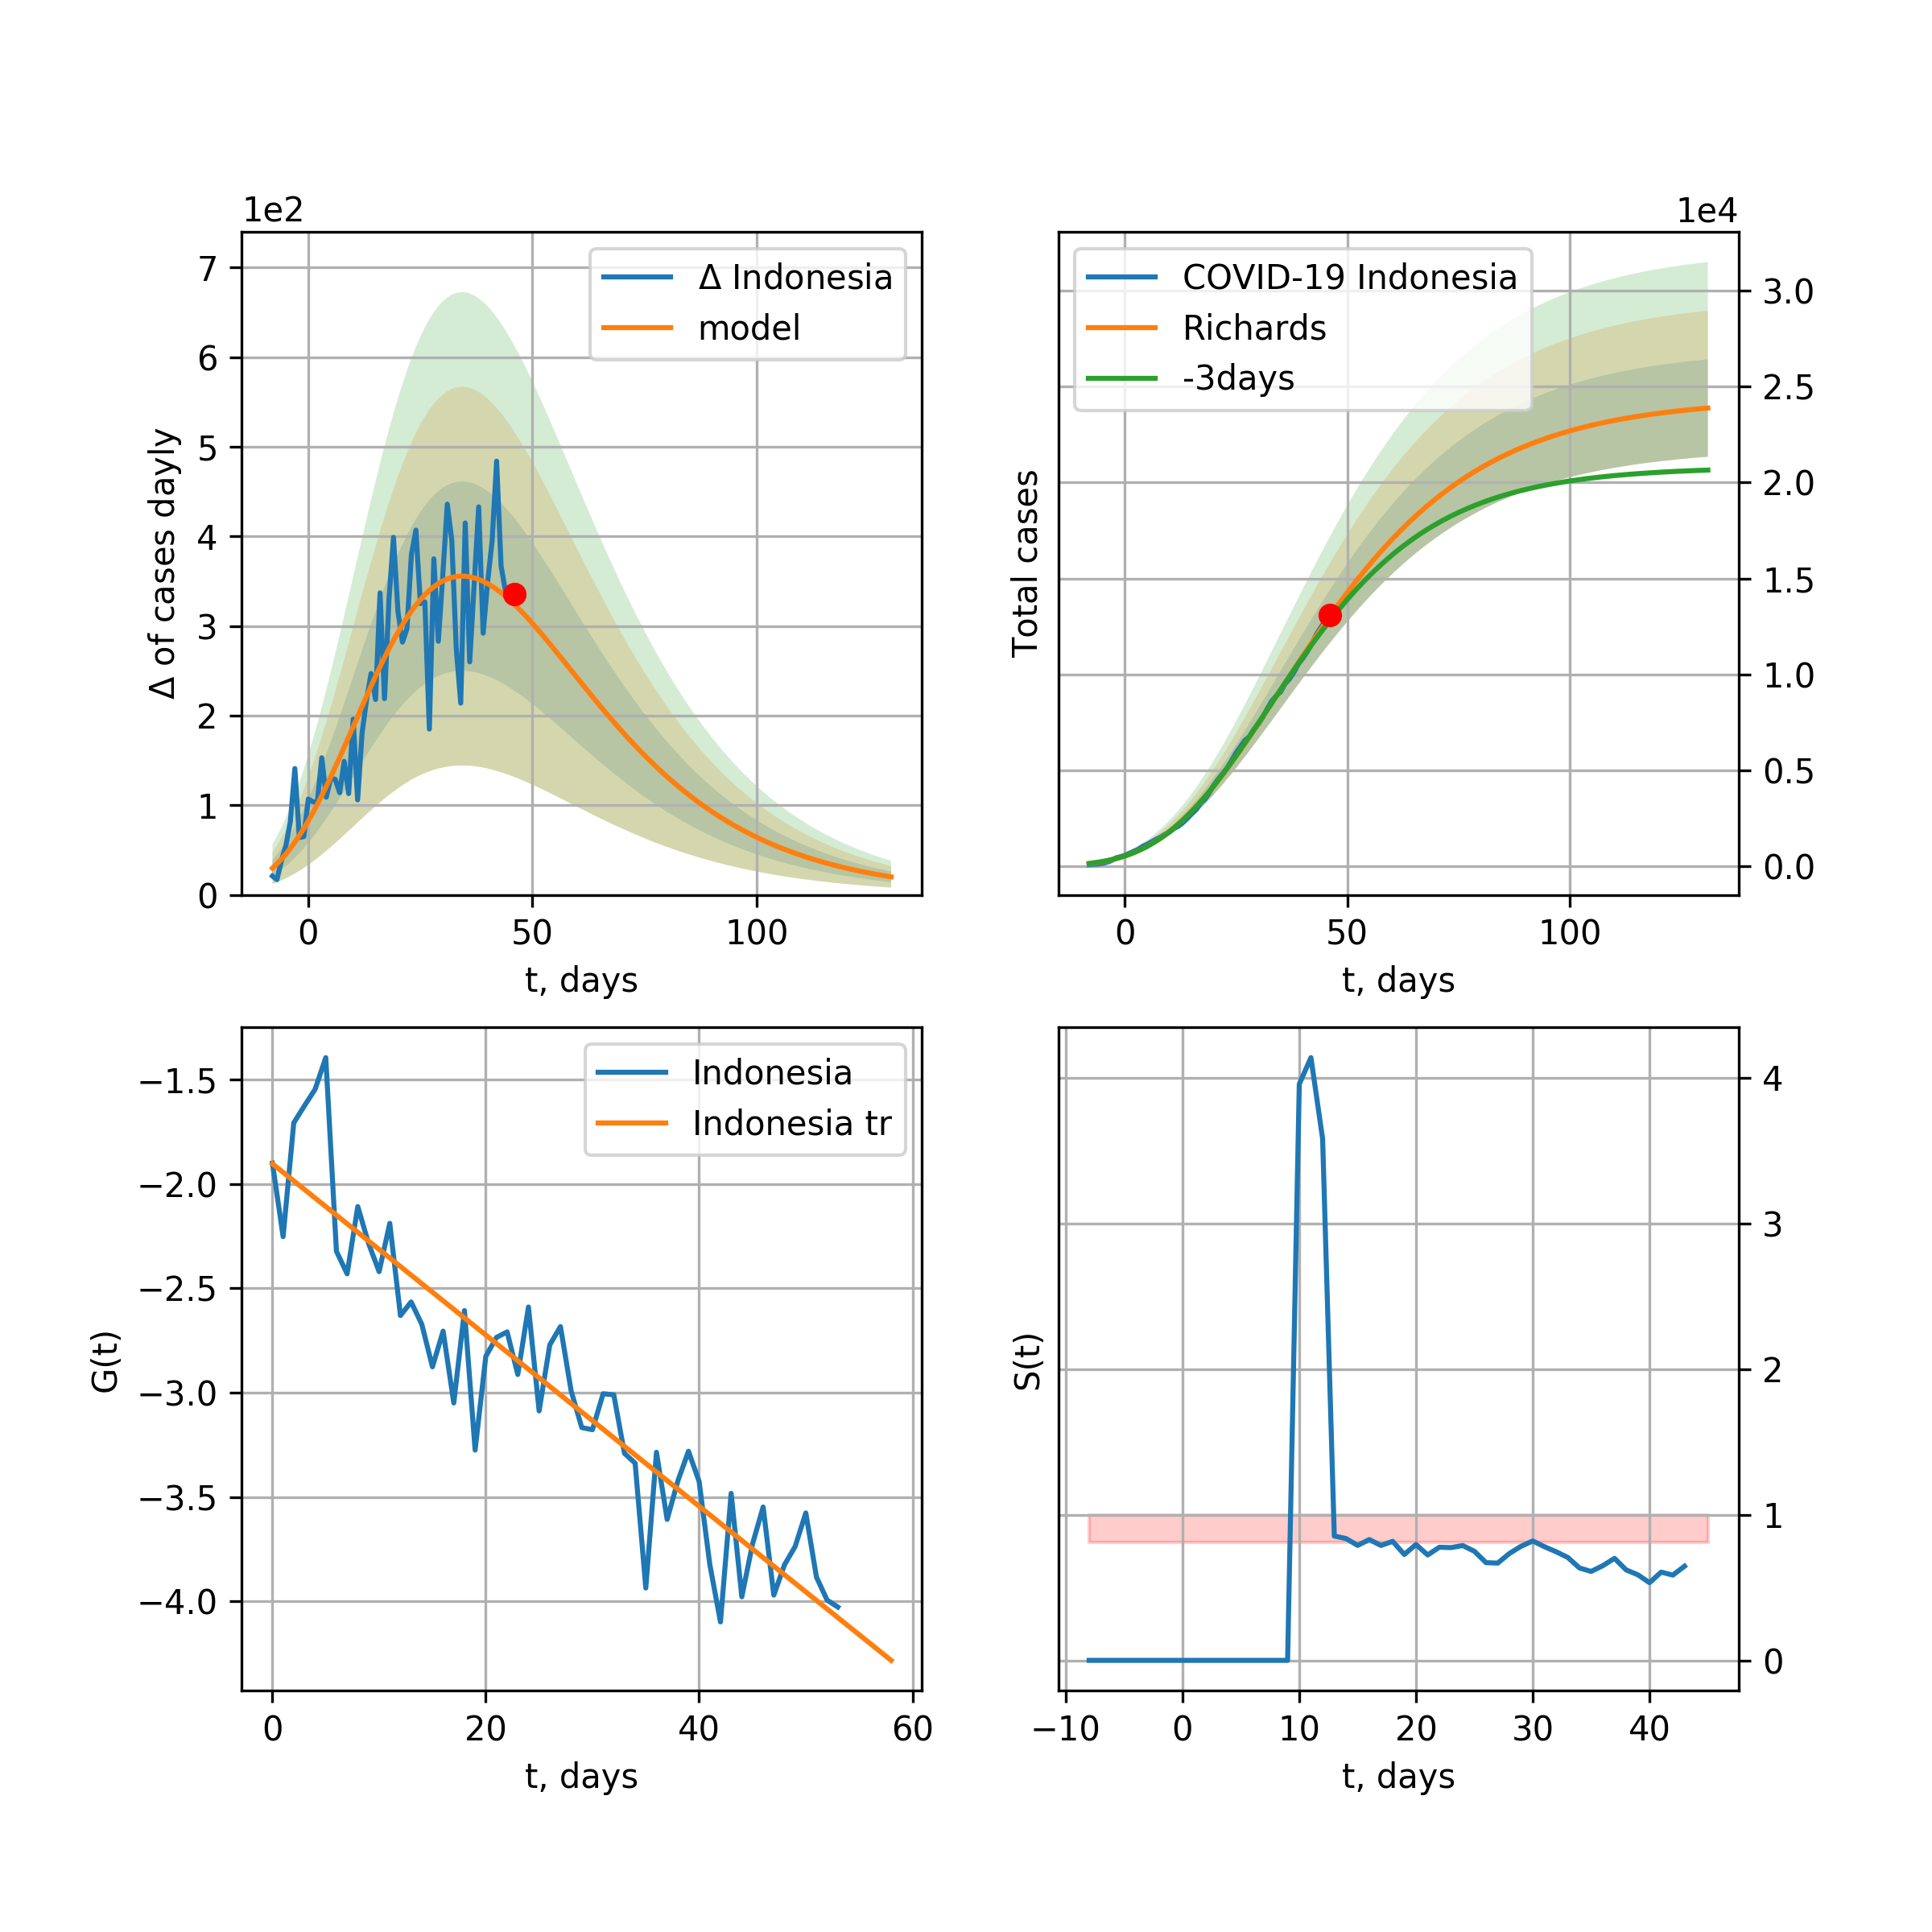 1e2
7
6
5
4
3
2
1
0
Δ of cases dayly
0 50 100
t, days
Δ Indonesia
model
1e4
3.0
2.5
2.0
1.5
1.0
0.5
0.0
Total cases
0 50 100
t, days
COVID-19 Indonesia
Richards
-3days
−1.5
−2.0
−2.5
−3.0
−3.5
−4.0
G(t)
0 20 40 60
t, days
Indonesia
Indonesia tr
4
3
2
1
0
S(t)
−10 0 10 20 30 40
t, days